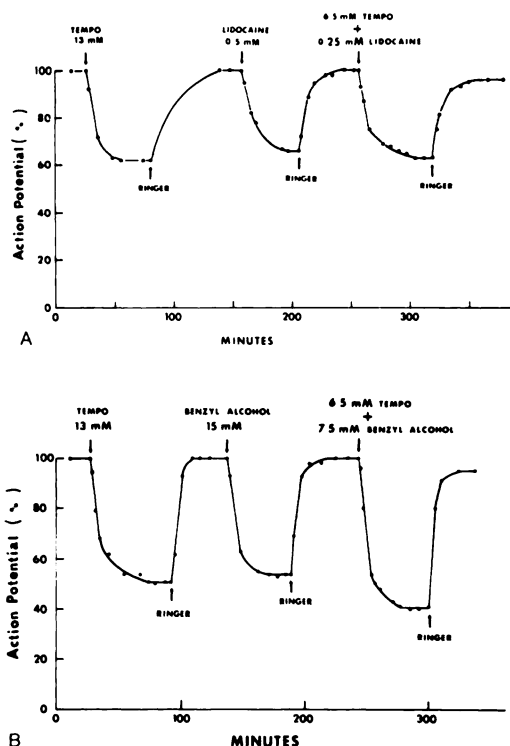 TEMPO
13 mM
LIDOCAINE
0.5 mM
6.5 mM TEMPO
+
0.25 mM LIDOCAINE
Action Potential (%)
100
80
60
40
20
0
RINGER
RINGER
RINGER
0
100
200
300
MINUTES
A
TEMPO
13 mM
BENZYL ALCOHOL
15 mM
6.5 mM TEMPO
+
7.5 mM BENZYL ALCOHOL
Action Potential (%)
100
80
60
40
20
0
RINGER
RINGER
RINGER
0
100
200
300
MINUTES
B